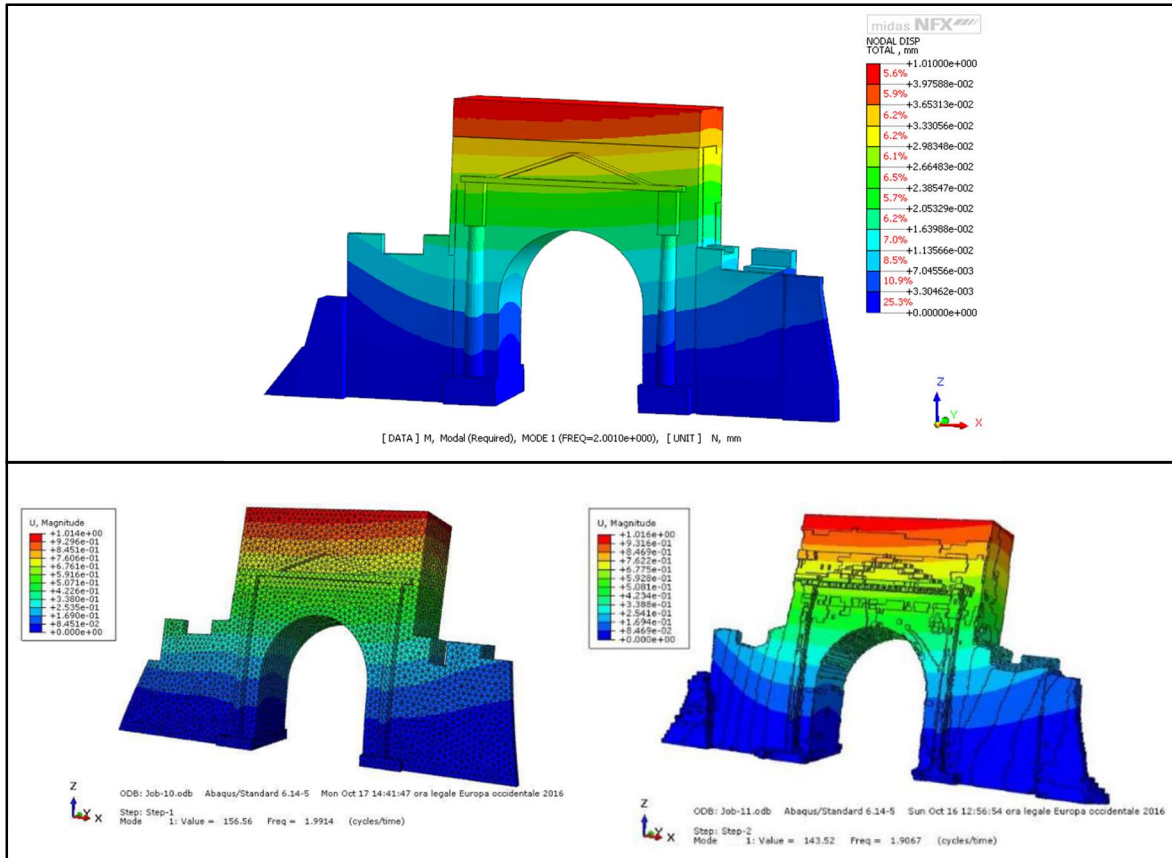 midas NFX
NODAL DISP
TOTAL , mm
+1.01000e+000
5.6%
+3.97588e-002
5.9%
+3.65313e-002
6.2%
+3.33056e-002
6.2%
+2.98348e-002
6.1%
+2.66483e-002
6.5%
+2.38547e-002
5.7%
+2.05329e-002
6.2%
+1.63988e-002
7.0%
+1.13566e-002
8.5%
+7.04556e-003
10.9%
+3.30462e-003
25.3%
+0.00000e+000
Z
Y
X
[ DATA ] M, Modal (Required), MODE 1 (FREQ=2.0010e+000), [ UNIT ] N, mm
U, Magnitude
+1.014e+00
+9.296e-01
+8.451e-01
+7.606e-01
+6.761e-01
+5.916e-01
+5.071e-01
+4.226e-01
+3.380e-01
+2.535e-01
+1.690e-01
+8.451e-02
+0.000e+00
Z
Y
X
ODB: Job-10.odb Abaqus/Standard 6.14-5 Mon Oct 17 14:41:47 ora legale Europa occidentale 2016
Step: Step-1
Mode 1: Value = 156.56 Freq = 1.9914 (cycles/time)
U, Magnitude
+1.016e+00
+9.316e-01
+8.469e-01
+7.622e-01
+6.775e-01
+5.928e-01
+5.081e-01
+4.234e-01
+3.388e-01
+2.541e-01
+1.694e-01
+8.469e-02
+0.000e+00
Z
Y
X
ODB: Job-11.odb Abaqus/Standard 6.14-5 Sun Oct 16 12:56:54 ora legale Europa occidentale 2016
Step: Step-2
Mode 1: Value = 143.52 Freq = 1.9067 (cycles/time)